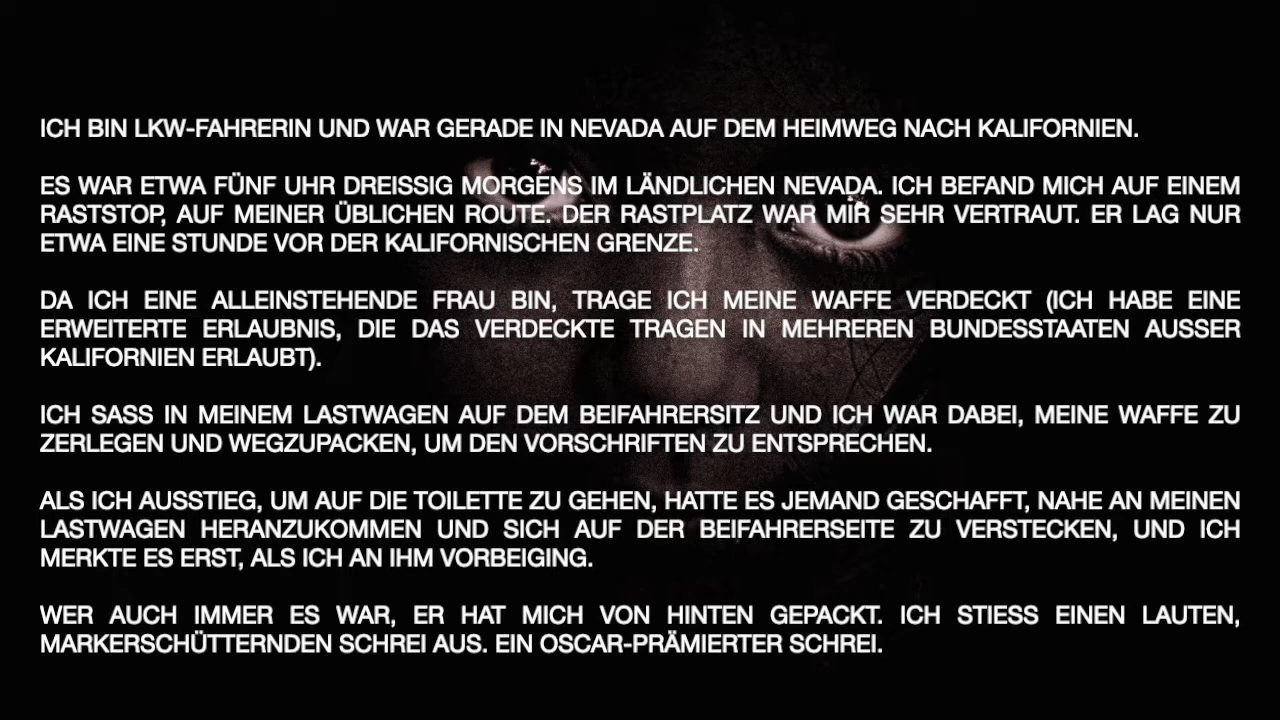 ICH BIN LKW-FAHRERIN UND WAR GERADE IN NEVADA AUF DEM HEIMWEG NACH KALIFORNIEN.
ES WAR ETWA FÜNF UHR DREISSIG MORGENS IM LÄNDLICHEN NEVADA. ICH BEFAND MICH AUF EINEM
RASTSTOP, AUF MEINER ÜBLICHEN ROUTE. DER RASTPLATZ WAR MIR SEHR VERTRAUT. ER LAG NUR
ETWA EINE STUNDE VOR DER KALIFORNISCHEN GRENZE.
DA ICH EINE ALLEINSTEHENDE FRAU BIN, TRAGE ICH MEINE WAFFE VERDECKT (ICH HABE EINE
ERWEITERTE ERLAUBNIS, DIE DAS VERDECKTE TRAGEN IN MEHREREN BUNDESSTAATEN AUSSER
KALIFORNIEN ERLAUBT).
ICH SASS IN MEINEM LASTWAGEN AUF DEM BEIFAHRERSITZ UND ICH WAR DABEI, MEINE WAFFE ZU
ZERLEGEN UND WEGZUPACKEN, UM DEN VORSCHRIFTEN ZU ENTSPRECHEN.
ALS ICH AUSSTIEG, UM AUF DIE TOILETTE ZU GEHEN, HATTE ES JEMAND GESCHAFFT, NAHE AN MEINEN
LASTWAGEN HERANZUKOMMEN UND SICH AUF DER BEIFAHRERSEITE ZU VERSTECKEN, UND ICH
MERKTE ES ERST, ALS ICH AN IHM VORBEIGING.
WER AUCH IMMER ES WAR, ER HAT MICH VON HINTEN GEPACKT. ICH STIESS EINEN LAUTEN,
MARKERSCHÜTTERNDEN SCHREI AUS. EIN OSCAR-PRÄMIERTER SCHREI.